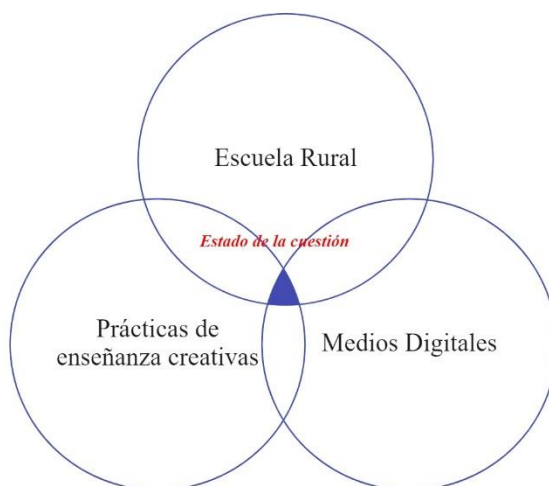 Escuela Rural
Estado de la cuestión
Prácticas de
enseñanza creativas
Medios Digitales